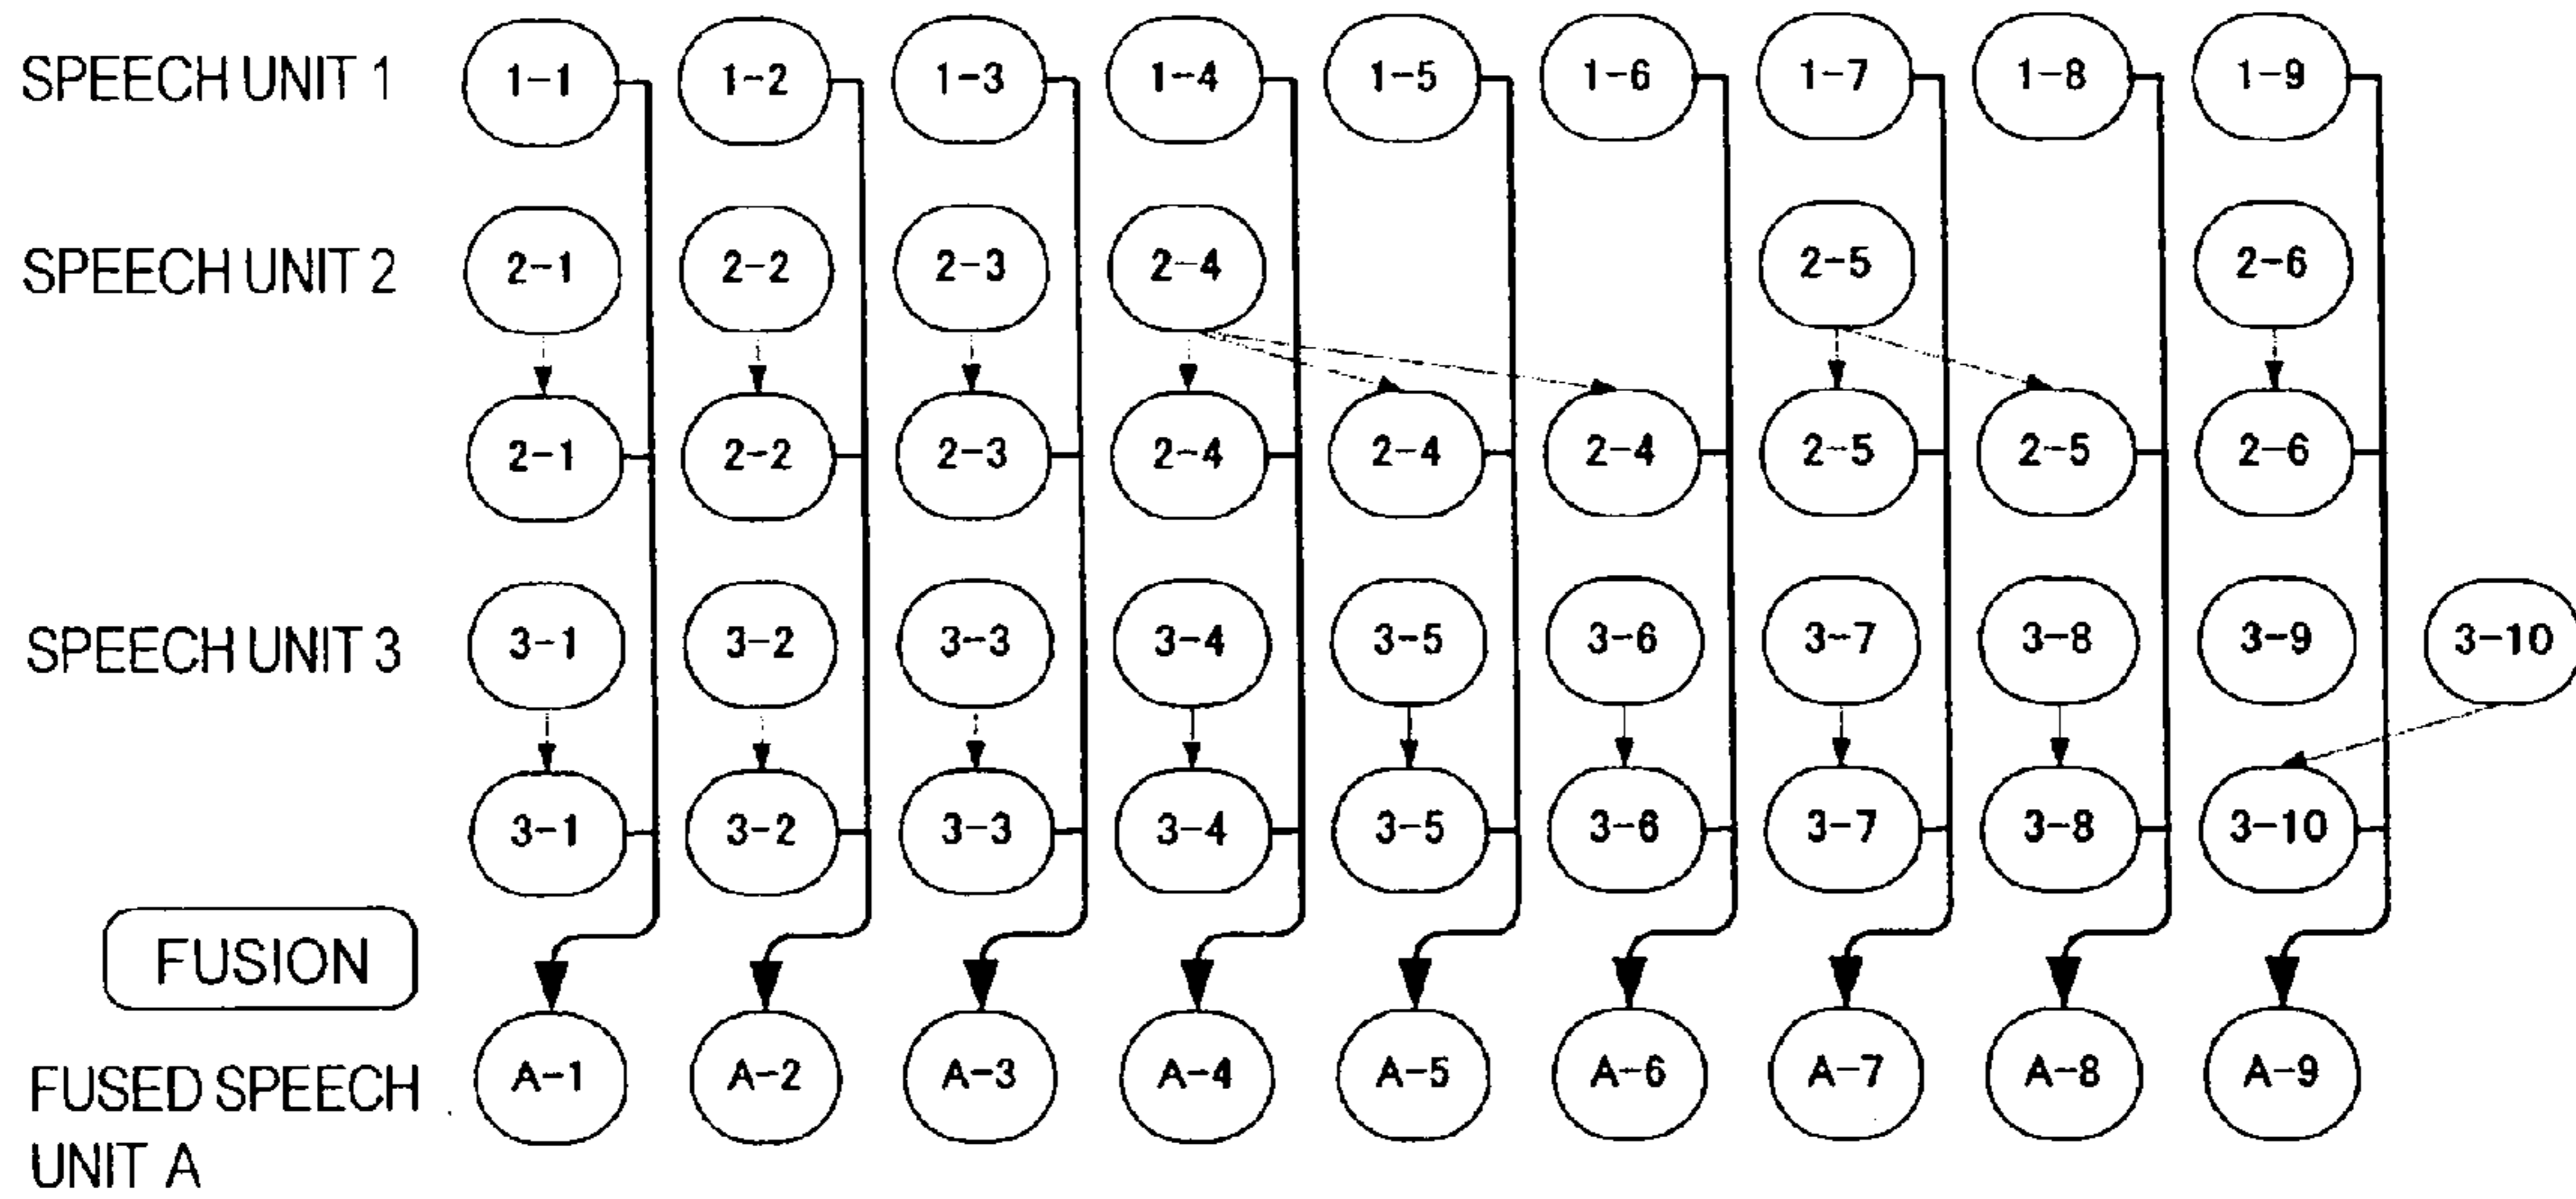 SPEECH UNIT 1 1-1 1-2 1-3 1-4 1-5 1-6 1-7 1-8 1-9
SPEECH UNIT 2 2-1 2-2 2-3 2-4 2-5 2-6
2-1 2-2 2-3 2-4 2-4 2-4 2-5 2-5 2-6
SPEECH UNIT 3 3-1 3-2 3-3 3-4 3-5 3-6 3-7 3-8 3-9 3-10
3-1 3-2 3-3 3-4 3-5 3-6 3-7 3-8 3-10
FUSION
FUSED SPEECH A-1 A-2 A-3 A-4 A-5 A-6 A-7 A-8 A-9
UNIT A